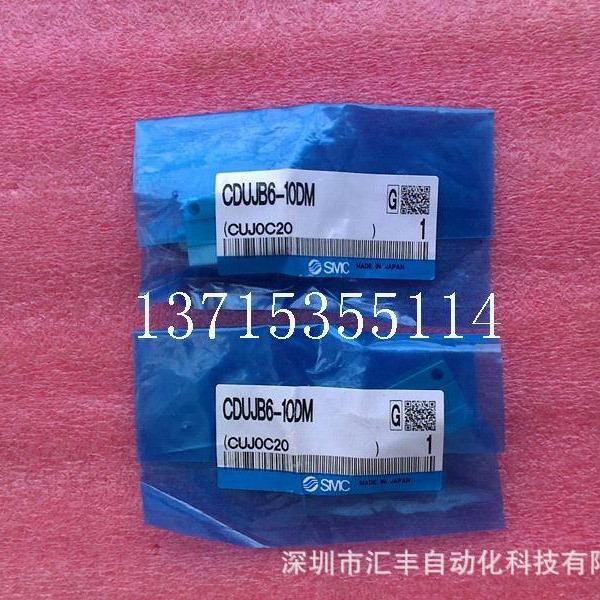 CDUJB6-10DM
G
(CUJ0C20 )
1
SMC MADE IN JAPAN
13715355114
CDUJB6-10DM
G
(CUJ0C20 )
1
SMC MADE IN JAPAN
深圳市汇丰自动化科技有限